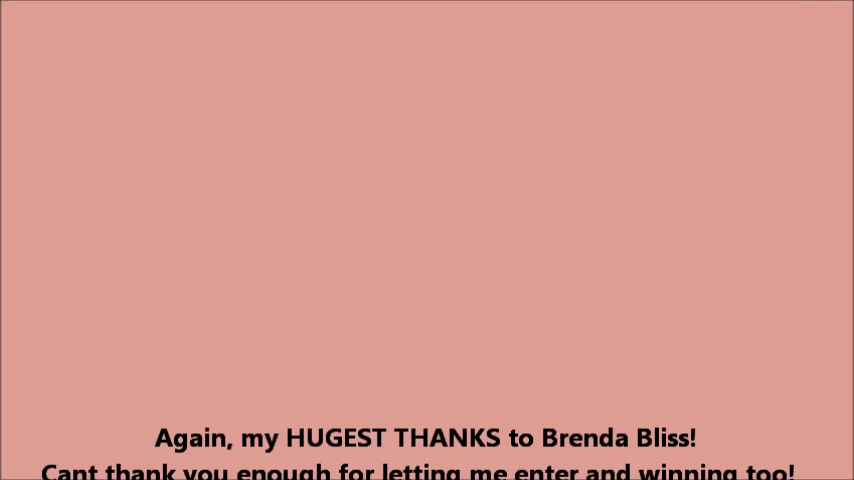 Again, my HUGEST THANKS to Brenda Bliss!
Cant thank you enough for letting me enter and winning too!